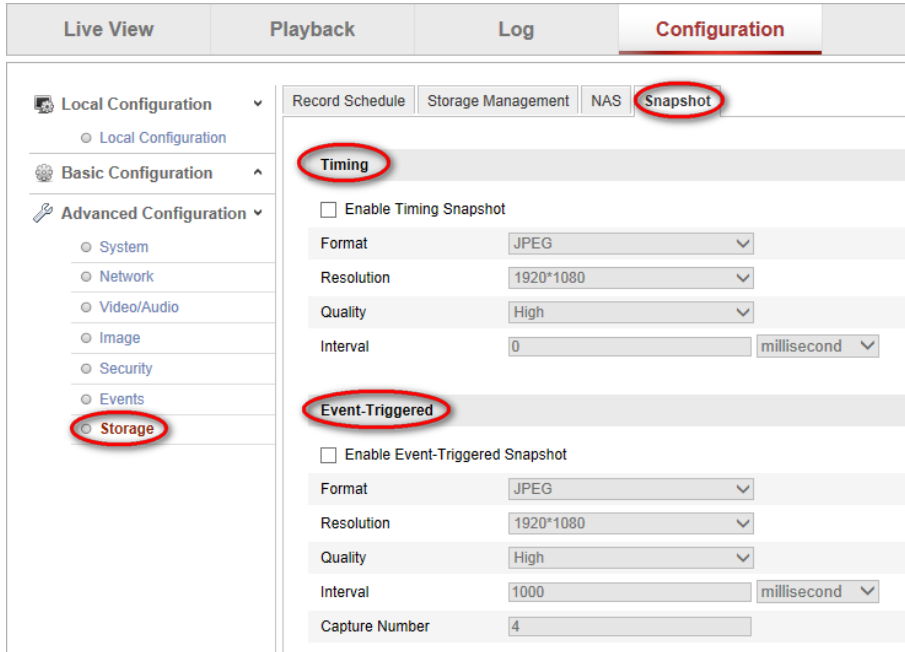 Live View Playback Log Configuration
Local Configuration
Local Configuration
Basic Configuration
Advanced Configuration
System
Network
Video/Audio
Image
Security
Events
Storage
Record Schedule Storage Management NAS Snapshot
Timing
Enable Timing Snapshot
Format JPEG
Resolution 1920*1080
Quality High
Interval 0 millisecond
Event-Triggered
Enable Event-Triggered Snapshot
Format JPEG
Resolution 1920*1080
Quality High
Interval 1000 millisecond
Capture Number 4